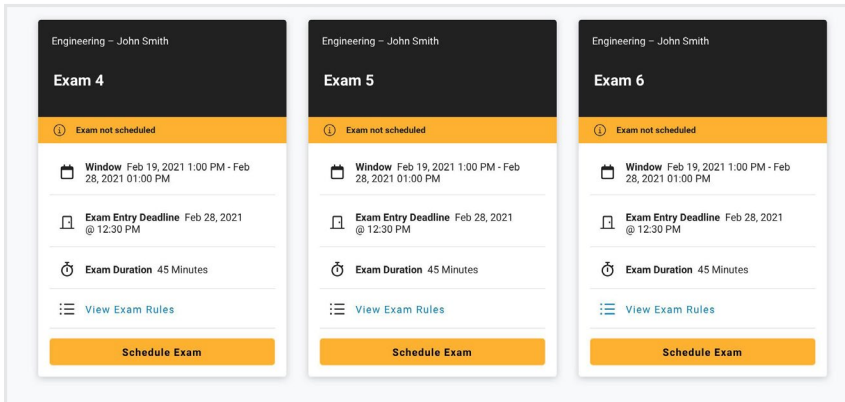 Engineering – John Smith
Exam 4
Exam not scheduled
Window Feb 19, 2021 1:00 PM - Feb
28, 2021 01:00 PM
Exam Entry Deadline Feb 28, 2021
@ 12:30 PM
Exam Duration 45 Minutes
View Exam Rules
Schedule Exam
Engineering – John Smith
Exam 5
Exam not scheduled
Window Feb 19, 2021 1:00 PM - Feb
28, 2021 01:00 PM
Exam Entry Deadline Feb 28, 2021
@ 12:30 PM
Exam Duration 45 Minutes
View Exam Rules
Schedule Exam
Engineering – John Smith
Exam 6
Exam not scheduled
Window Feb 19, 2021 1:00 PM - Feb
28, 2021 01:00 PM
Exam Entry Deadline Feb 28, 2021
@ 12:30 PM
Exam Duration 45 Minutes
View Exam Rules
Schedule Exam